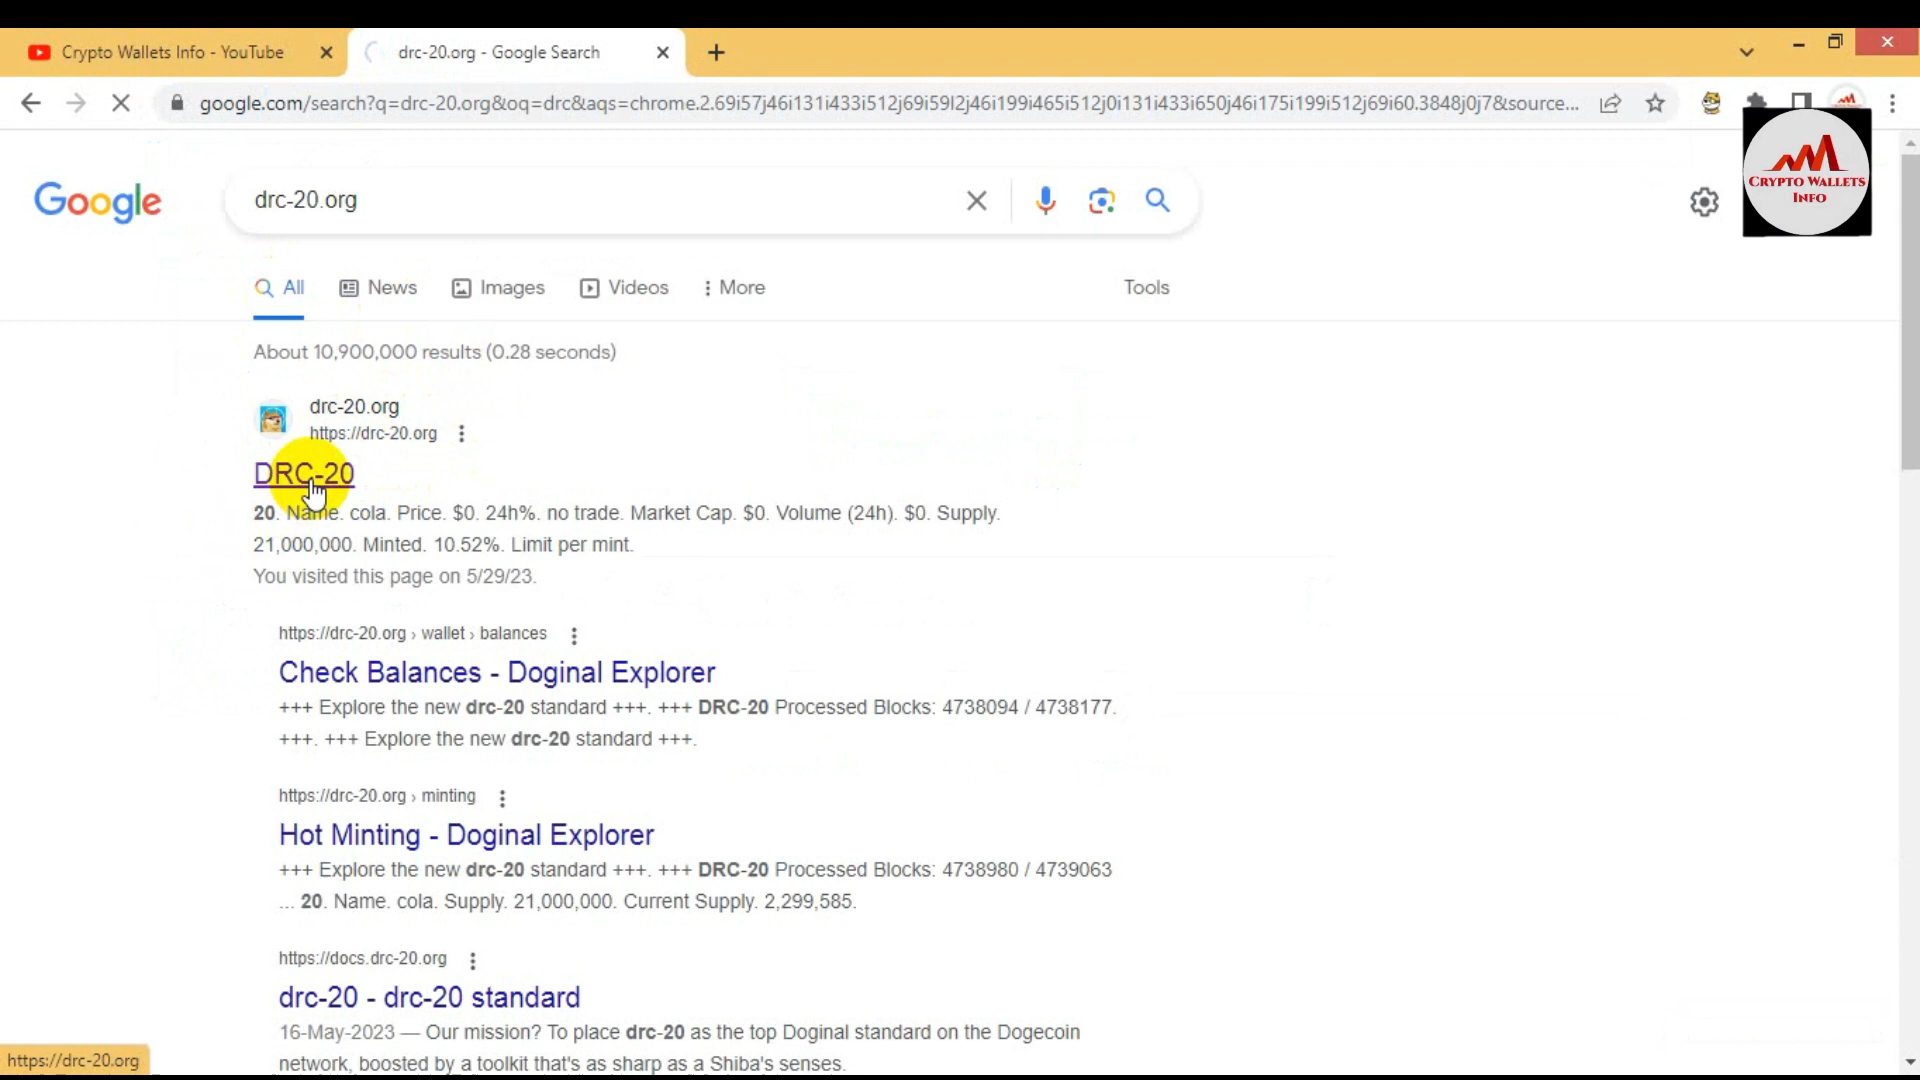 Crypto Wallets Info - YouTube
drc-20.org - Google Search
google.com/search?q=drc-20.org&oq=drc&aqs=chrome.2.69i57j46i131i433i512j69i59l2j46i199i465i512j0i131i433i650j46i175i199i512j69i60.3848j0j7&source...
CRYPTO WALLETS
INFO
Google
drc-20.org
All
News
Images
Videos
More
Tools
About 10,900,000 results (0.28 seconds)
drc-20.org
https://drc-20.org
DRC-20
20. Name. cola. Price. $0. 24h%. no trade. Market Cap. $0. Volume (24h). $0. Supply.
21,000,000. Minted. 10.52%. Limit per mint.
You visited this page on 5/29/23.
https://drc-20.org › wallet › balances
Check Balances - Doginal Explorer
+++ Explore the new drc-20 standard +++. +++ DRC-20 Processed Blocks: 4738094 / 4738177.
+++. +++ Explore the new drc-20 standard +++.
https://drc-20.org › minting
Hot Minting - Doginal Explorer
+++ Explore the new drc-20 standard +++. +++ DRC-20 Processed Blocks: 4738980 / 4739063
... 20. Name. cola. Supply. 21,000,000. Current Supply. 2,299,585.
https://docs.drc-20.org
drc-20 - drc-20 standard
16-May-2023 — Our mission? To place drc-20 as the top Doginal standard on the Dogecoin
network, boosted by a toolkit that's as sharp as a Shiba's senses.
https://drc-20.org